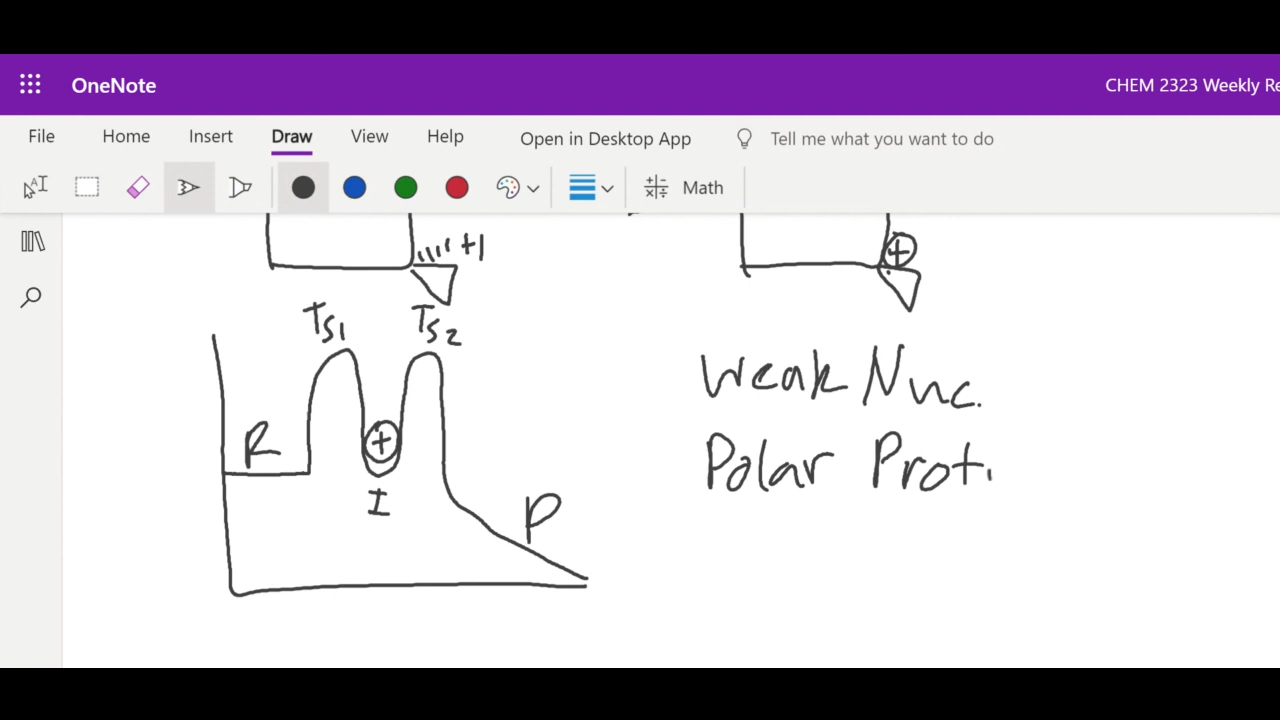 OneNote
CHEM 2323 Weekly Re
File Home Insert Draw View Help Open in Desktop App Tell me what you want to do
Math
+1
+
TS1 TS2
R
+
I
P
Weak Nuc.
Polar Proti